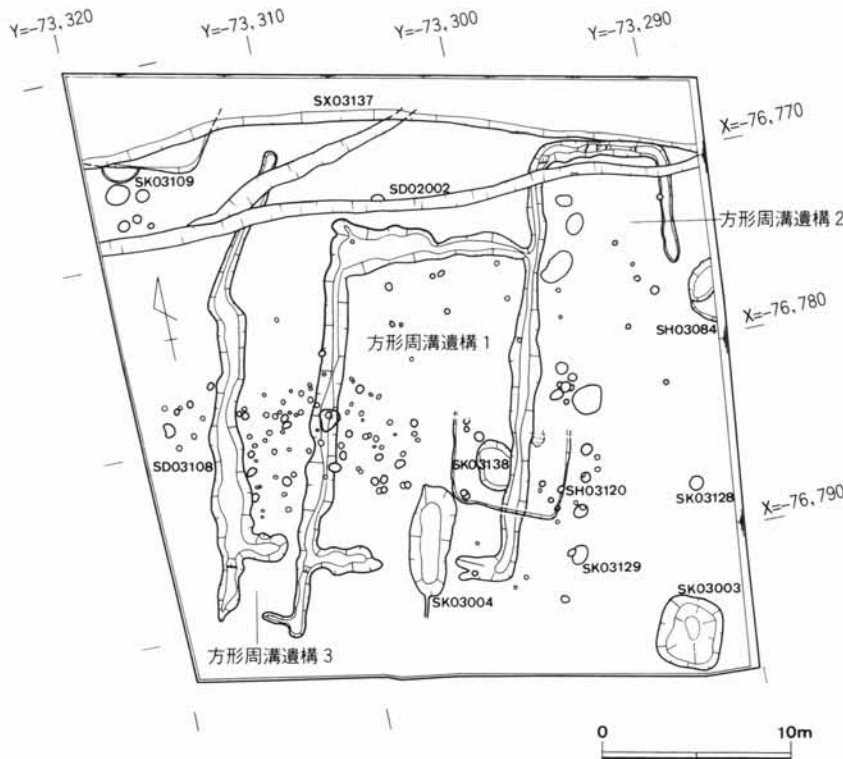 Y=-73,320
Y=-73,310
Y=-73,300
Y=-73,290
SX03137
X=-76,770
SK03109
SD02002
方形周溝遺構2
X=-76,780
SH03084
方形周溝遺構1
SD03108
SK03138
SH03120
SK03128
X=-76,790
SK03129
SK03004
SK03003
方形周溝遺構3
0
10m